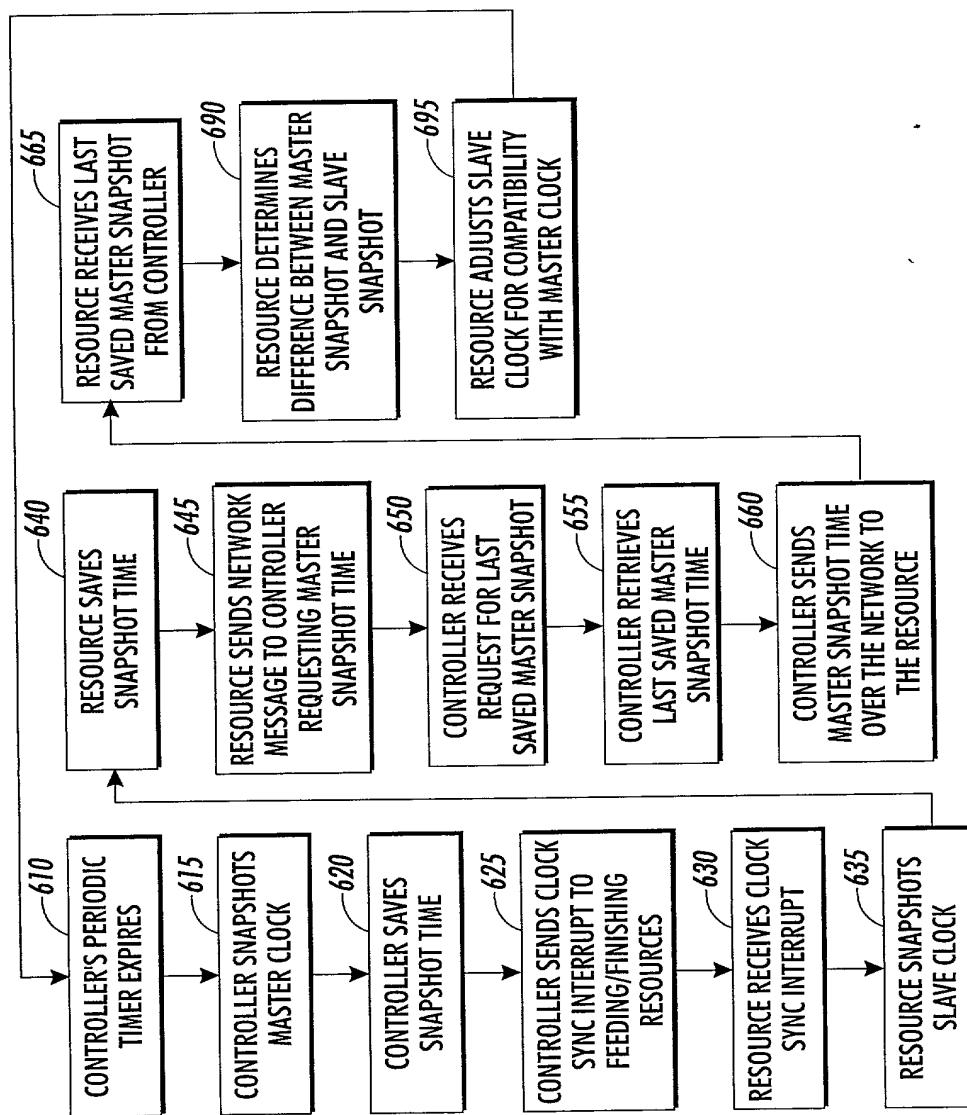 610
CONTROLLER'S PERIODIC
TIMER EXPIRES
615
CONTROLLER SNAPSHOTS
MASTER CLOCK
620
CONTROLLER SAVES
SNAPSHOT TIME
625
CONTROLLER SENDS CLOCK
SYNC INTERRUPT TO
FEEDING/FINISHING
RESOURCES
630
RESOURCE RECEIVES CLOCK
SYNC INTERRUPT
635
RESOURCE SNAPSHOTS
SLAVE CLOCK
640
RESOURCE SAVES
SNAPSHOT TIME
645
RESOURCE SENDS NETWORK
MESSAGE TO CONTROLLER
REQUESTING MASTER
SNAPSHOT TIME
650
CONTROLLER RECEIVES
REQUEST FOR LAST
SAVED MASTER SNAPSHOT
655
CONTROLLER RETRIEVES
LAST SAVED MASTER
SNAPSHOT TIME
660
CONTROLLER SENDS
MASTER SNAPSHOT TIME
OVER THE NETWORK TO
THE RESOURCE
665
RESOURCE RECEIVES LAST
SAVED MASTER SNAPSHOT
FROM CONTROLLER
690
RESOURCE DETERMINES
DIFFERENCE BETWEEN MASTER
SNAPSHOT AND SLAVE
SNAPSHOT
695
RESOURCE ADJUSTS SLAVE
CLOCK FOR COMPATIBILITY
WITH MASTER CLOCK